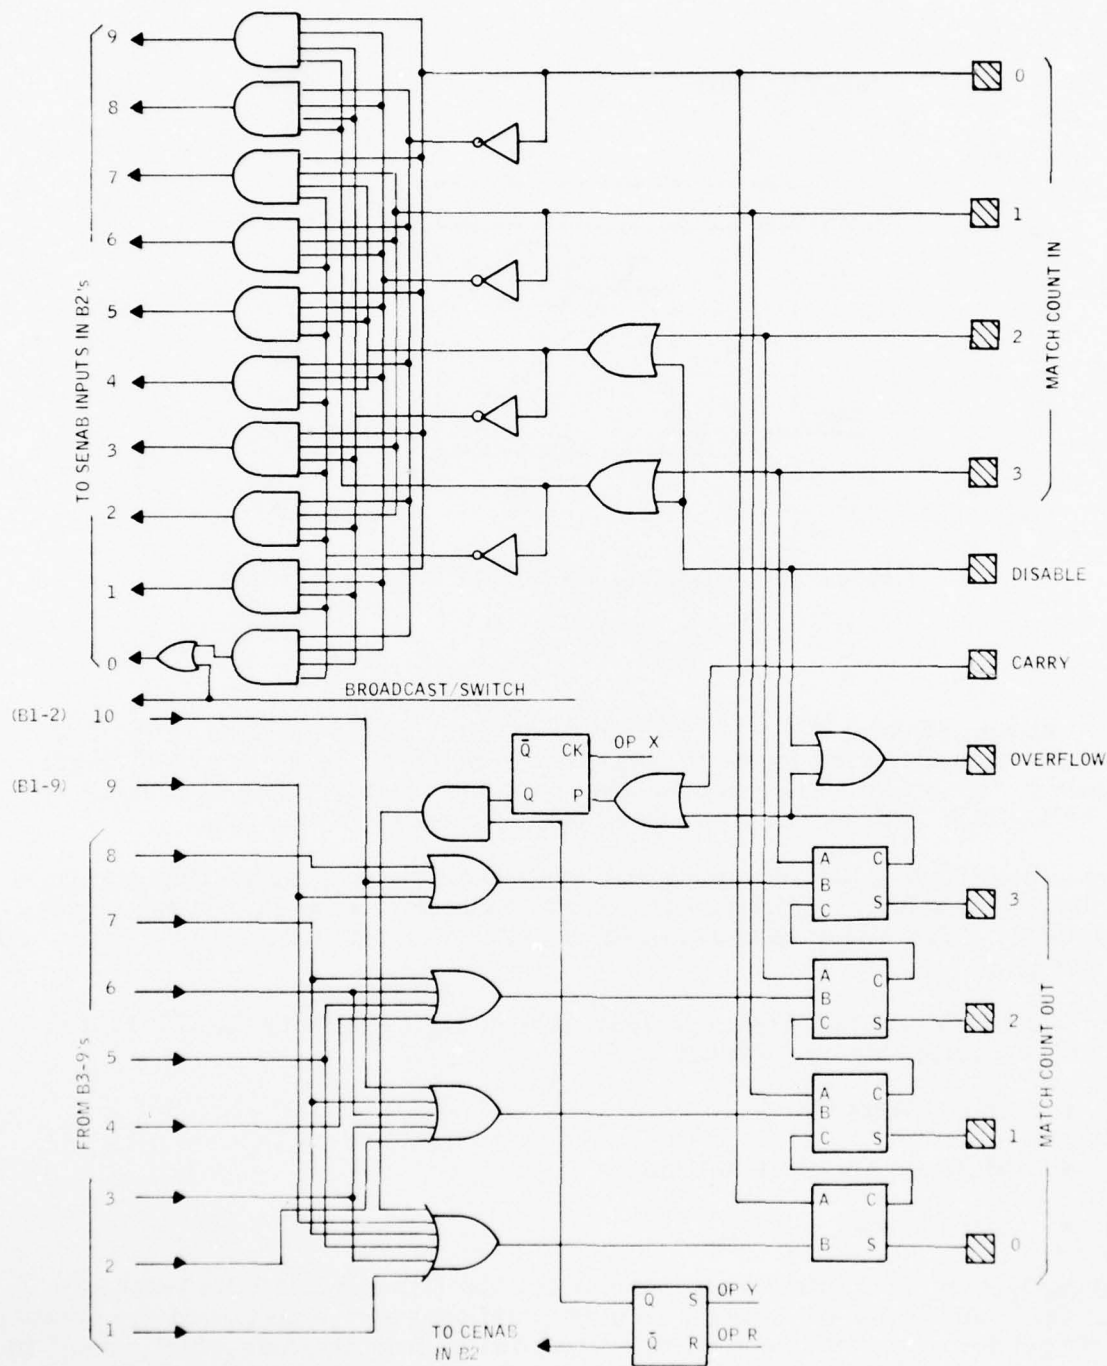 9
8
7
6
5
4
3
2
1
0
TO SENAB INPUTS IN B2's
0
1
2
3
MATCH COUNT IN
DISABLE
CARRY
OVERFLOW
BROADCAST/SWITCH
(B1-2) 10
(B1-9) 9
8
7
6
5
4
3
2
1
FROM B3-9's
Q̄ CK OP X
Q P
A C
B
C S 3
A C
B
C S 2
A C
B
C S 1
A C
B S 0
MATCH COUNT OUT
Q S OP Y
Q̄ R OP R
TO CENAB
IN B2